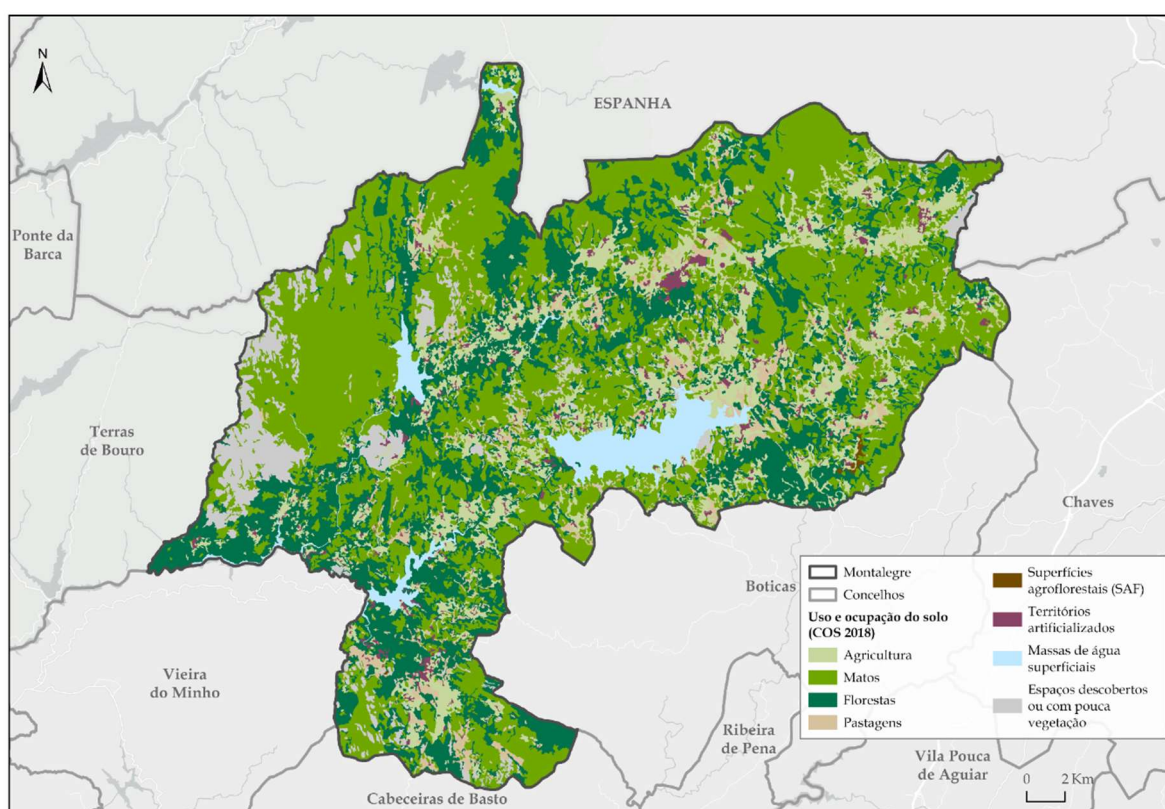 N
ESPANHA
Ponte da
Barca
Terras
de Bouro
Chaves
Boticas
Vieira
do Minho
Ribeira
de Pena
Vila Pouca
de Aguiar
Cabeceiras de Basto
Montalegre
Concelhos
Uso e ocupação do solo
(COS 2018)
Agricultura
Matos
Florestas
Pastagens
Superfícies
agroflorestais (SAF)
Territórios
artificializados
Massas de água
superficiais
Espaços descobertos
ou com pouca
vegetação
0 2 Km